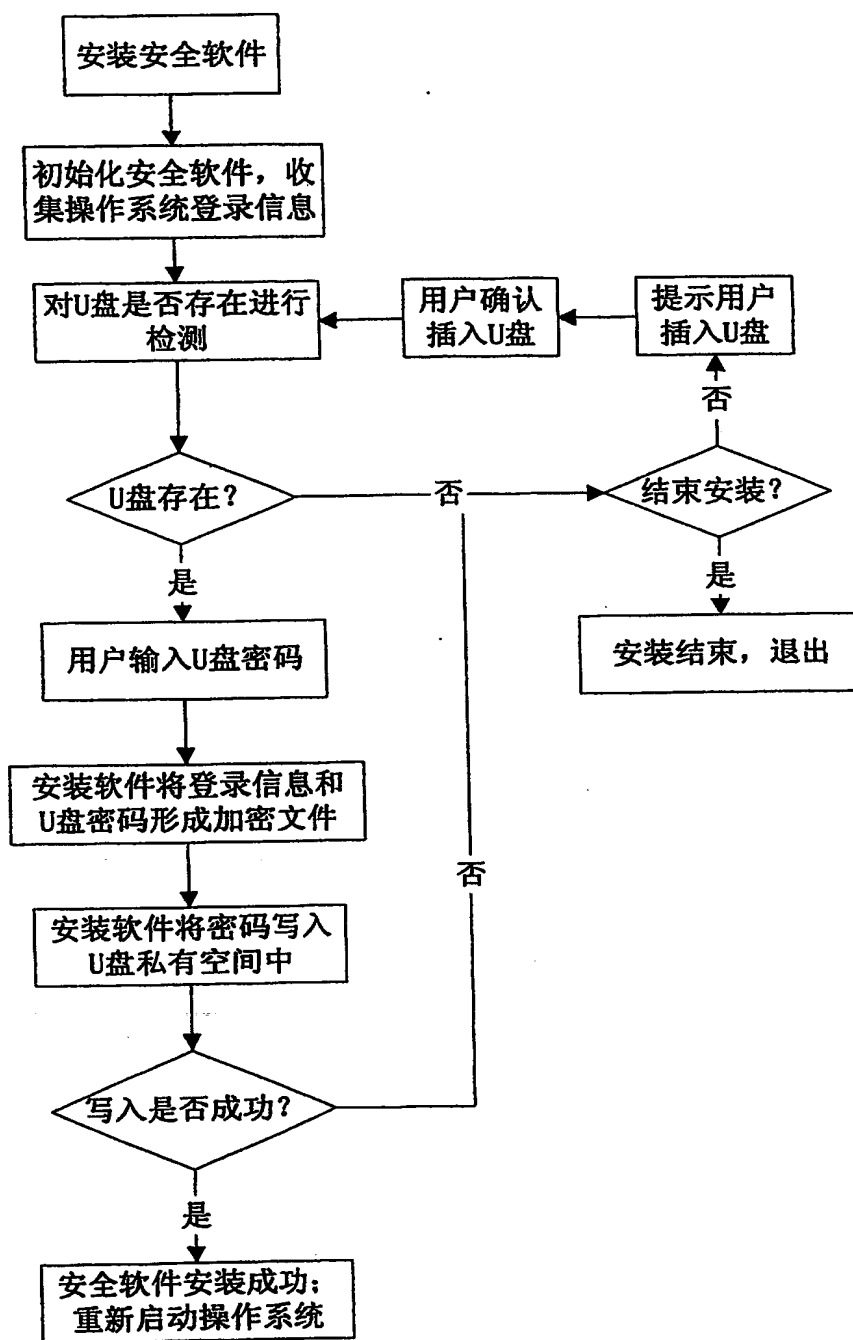 安装安全软件
初始化安全软件，收
集操作系统登录信息
对U盘是否存在进行
检测
用户确认
插入U盘
提示用户
插入U盘
否
U盘存在？
否
结束安装？
是
是
用户输入U盘密码
安装结束，退出
安装软件将登录信息和
U盘密码形成加密文件
否
安装软件将密码写入
U盘私有空间中
写入是否成功？
是
安全软件安装成功；
重新启动操作系统